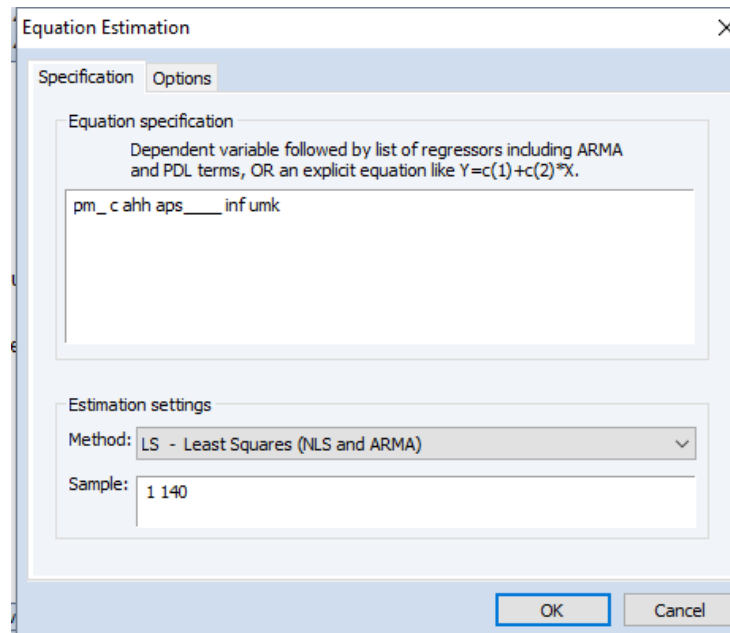 Equation Estimation
Specification
Options
Equation specification
Dependent variable followed by list of regressors including ARMA
and PDL terms, OR an explicit equation like Y=c(1)+c(2)*X.
pm_ c ahh aps____ inf umk
Estimation settings
Method: LS - Least Squares (NLS and ARMA)
Sample: 1 140
OK
Cancel